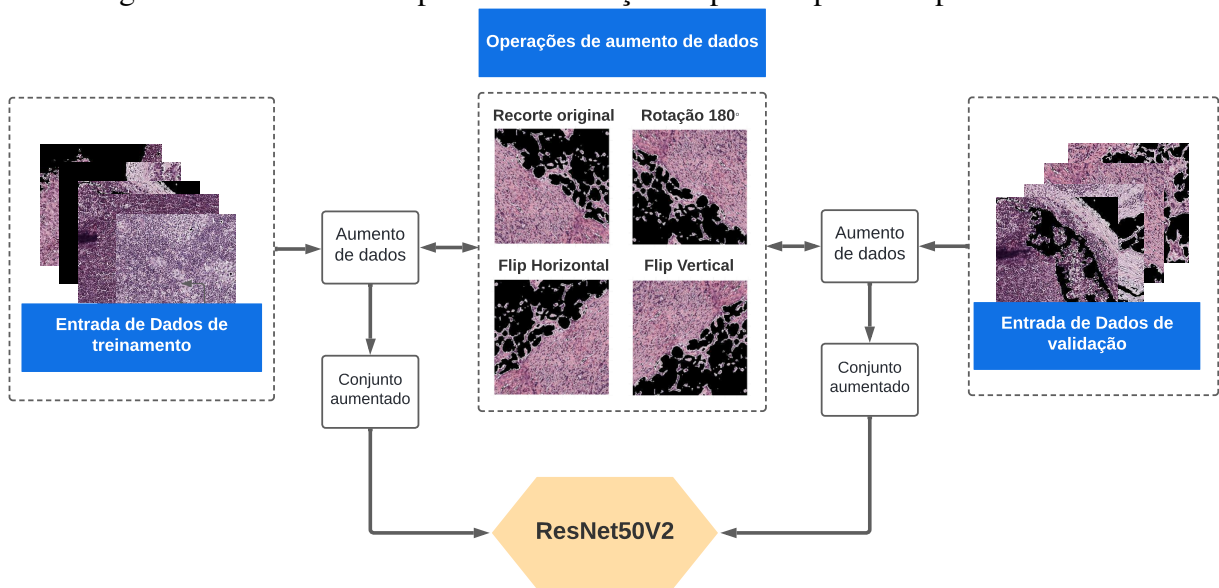 Operações de aumento de dados
Recorte original
Rotação 180°
Flip Horizontal
Flip Vertical
Entrada de Dados de
treinamento
Aumento
de dados
Conjunto
aumentado
Aumento
de dados
Conjunto
aumentado
Entrada de Dados de
validação
ResNet50V2